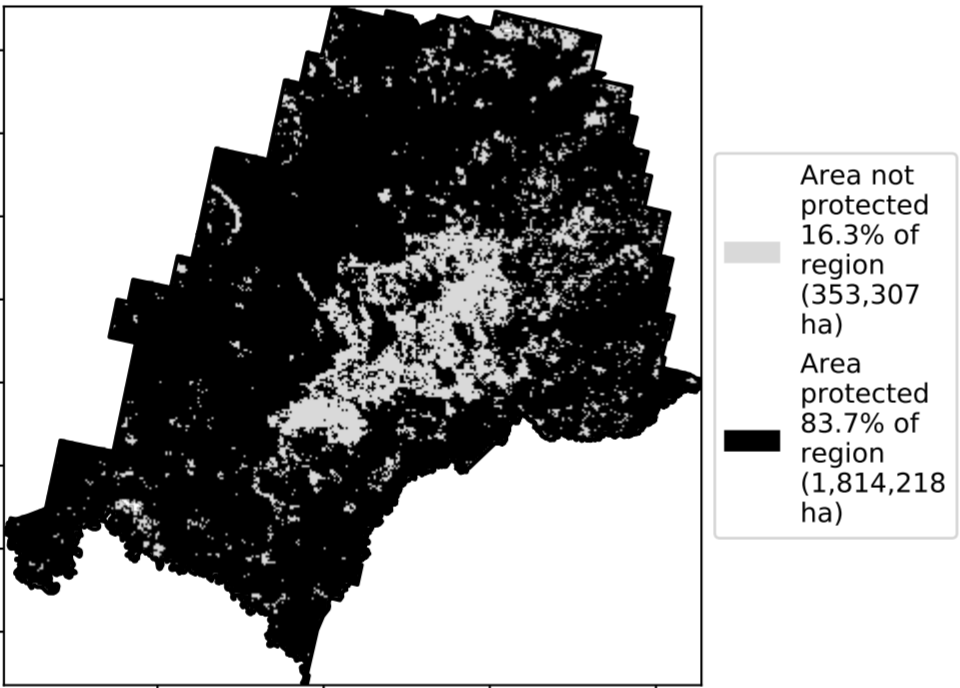 Area not
protected
16.3% of
region
(353,307
ha)
Area
protected
83.7% of
region
(1,814,218
ha)